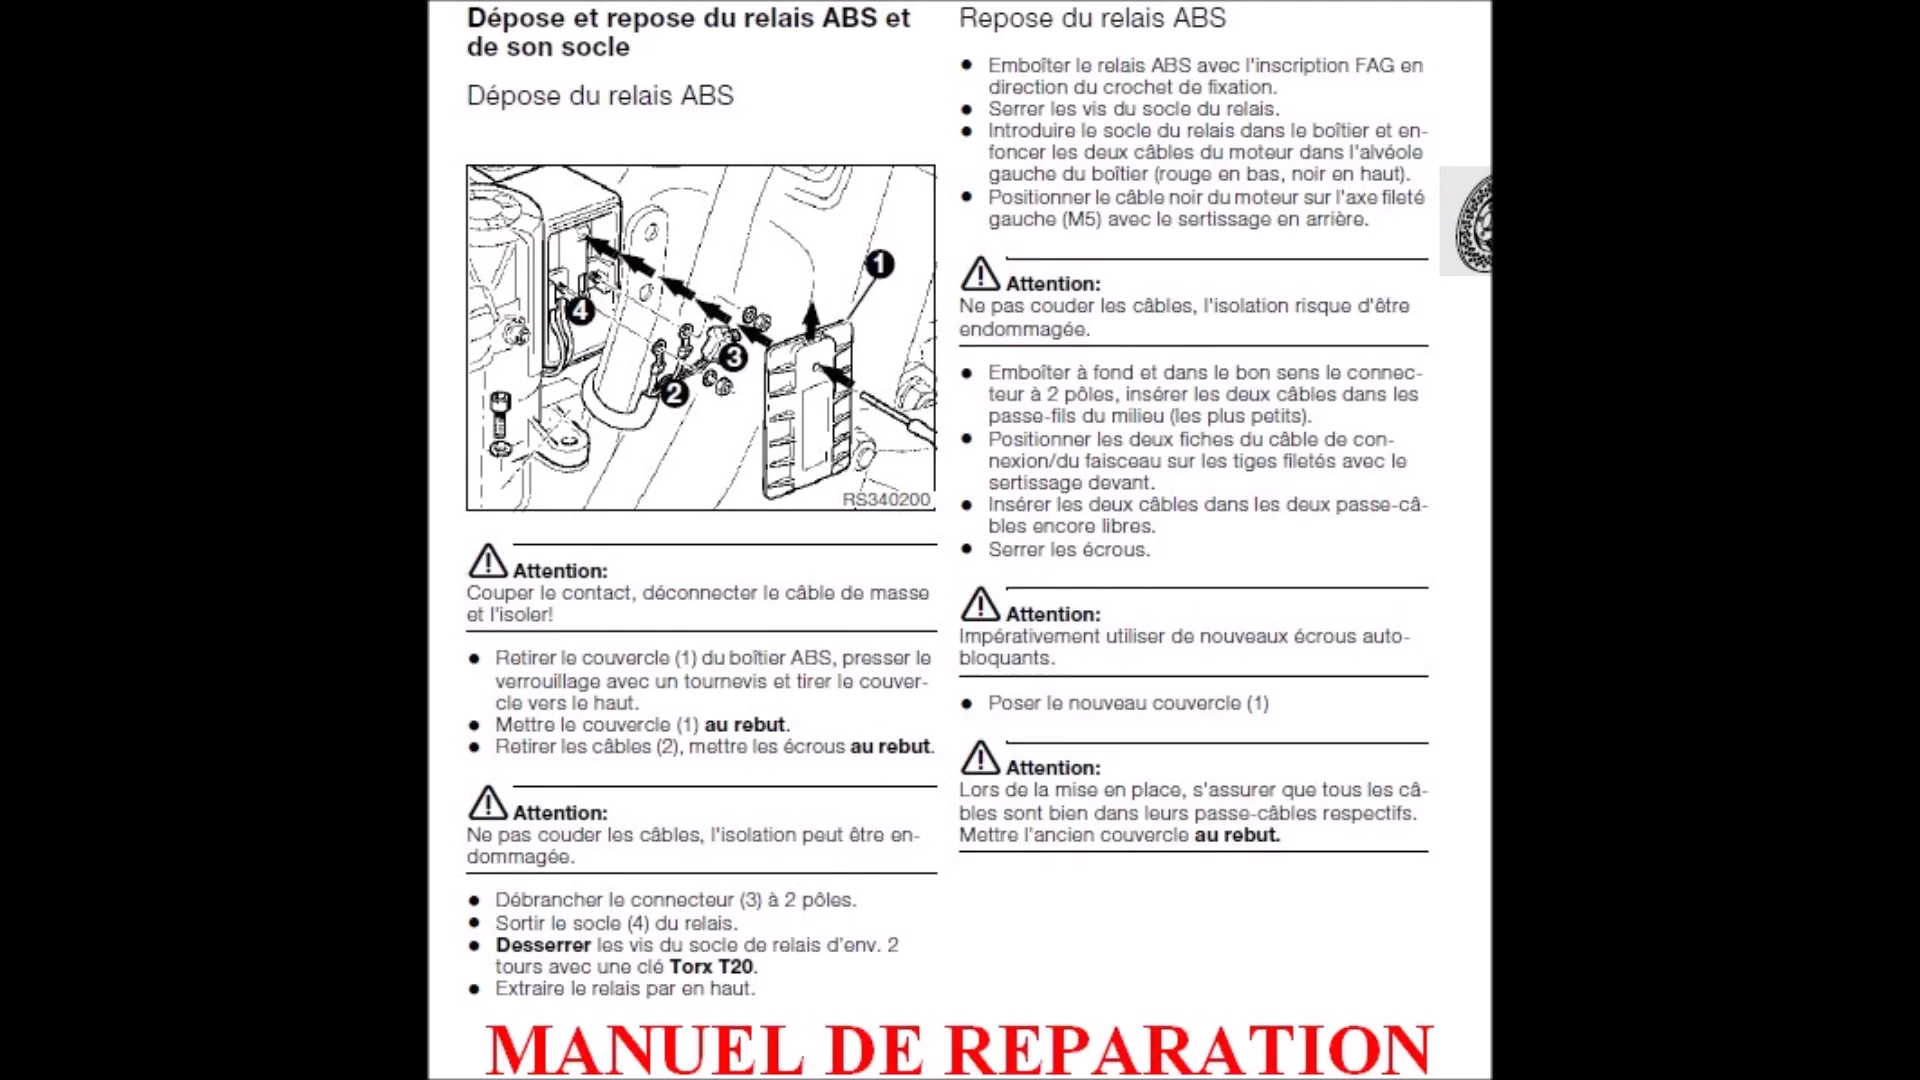 Dépose et repose du relais ABS et
de son socle
Dépose du relais ABS
1
4
3
2
RS340200
Attention:
Couper le contact, déconnecter le câble de masse
et l'isoler!
Retirer le couvercle (1) du boîtier ABS, presser le
verrouillage avec un tournevis et tirer le couver-
cle vers le haut.
Mettre le couvercle (1) au rebut.
Retirer les câbles (2), mettre les écrous au rebut.
Attention:
Ne pas couder les câbles, l'isolation peut être en-
dommagée.
Débrancher le connecteur (3) à 2 pôles.
Sortir le socle (4) du relais.
Desserrer les vis du socle de relais d'env. 2
tours avec une clé Torx T20.
Extraire le relais par en haut.
Repose du relais ABS
Emboîter le relais ABS avec l'inscription FAG en
direction du crochet de fixation.
Serrer les vis du socle du relais.
Introduire le socle du relais dans le boîtier et en-
foncer les deux câbles du moteur dans l'alvéole
gauche du boîtier (rouge en bas, noir en haut).
Positionner le câble noir du moteur sur l'axe fileté
gauche (M5) avec le sertissage en arrière.
Attention:
Ne pas couder les câbles, l'isolation risque d'être
endommagée.
Emboîter à fond et dans le bon sens le connec-
teur à 2 pôles, insérer les deux câbles dans les
passe-fils du milieu (les plus petits).
Positionner les deux fiches du câble de con-
nexion/du faisceau sur les tiges filetés avec le
sertissage devant.
Insérer les deux câbles dans les deux passe-câ-
bles encore libres.
Serrer les écrous.
Attention:
Impérativement utiliser de nouveaux écrous auto-
bloquants.
Poser le nouveau couvercle (1)
Attention:
Lors de la mise en place, s'assurer que tous les câ-
bles sont bien dans leurs passe-câbles respectifs.
Mettre l'ancien couvercle au rebut.
MANUEL DE REPARATION